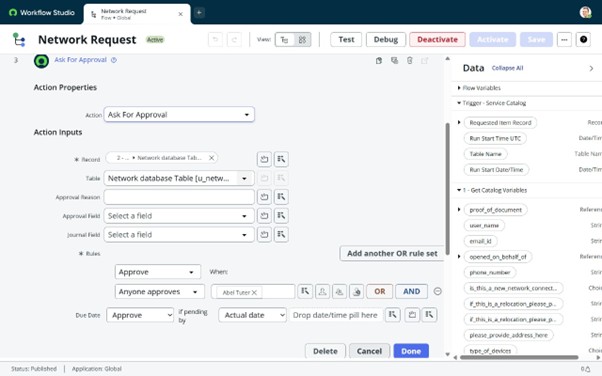 Workflow Studio
Network Request
Flow • Global
Network Request Active
View:
Test
Debug
Deactivate
Activate
Save
3 Ask For Approval
Action Properties
Action Ask For Approval
Action Inputs
Record 2 - ... • Network database Tab...
Table Network database Table [u_netw...
Approval Reason
Approval Field Select a field
Journal Field Select a field
Rules
Add another OR rule set
Approve When:
Anyone approves Abel Tuter OR AND
Due Date Approve if pending by Actual date Drop date/time pill here
Delete
Cancel
Done
Data Collapse All
Flow Variables
Trigger - Service Catalog
Requested Item Record Recor
Run Start Time UTC Date/Tim
Table Name Table Nam
Run Start Date/Time Date/Tim
1 - Get Catalog Variables
proof_of_document Referenc
user_name Strin
email_id Strin
opened_on_behalf_of Referenc
phone_number Strin
is_this_a_new_network_connect... Choi
if_this_is_a_relocation_please_p... Strin
if_this_is_a_relocation_please_p... Strin
please_provide_address_here Strin
type_of_devices Choi
Status: Published Application: Global
0